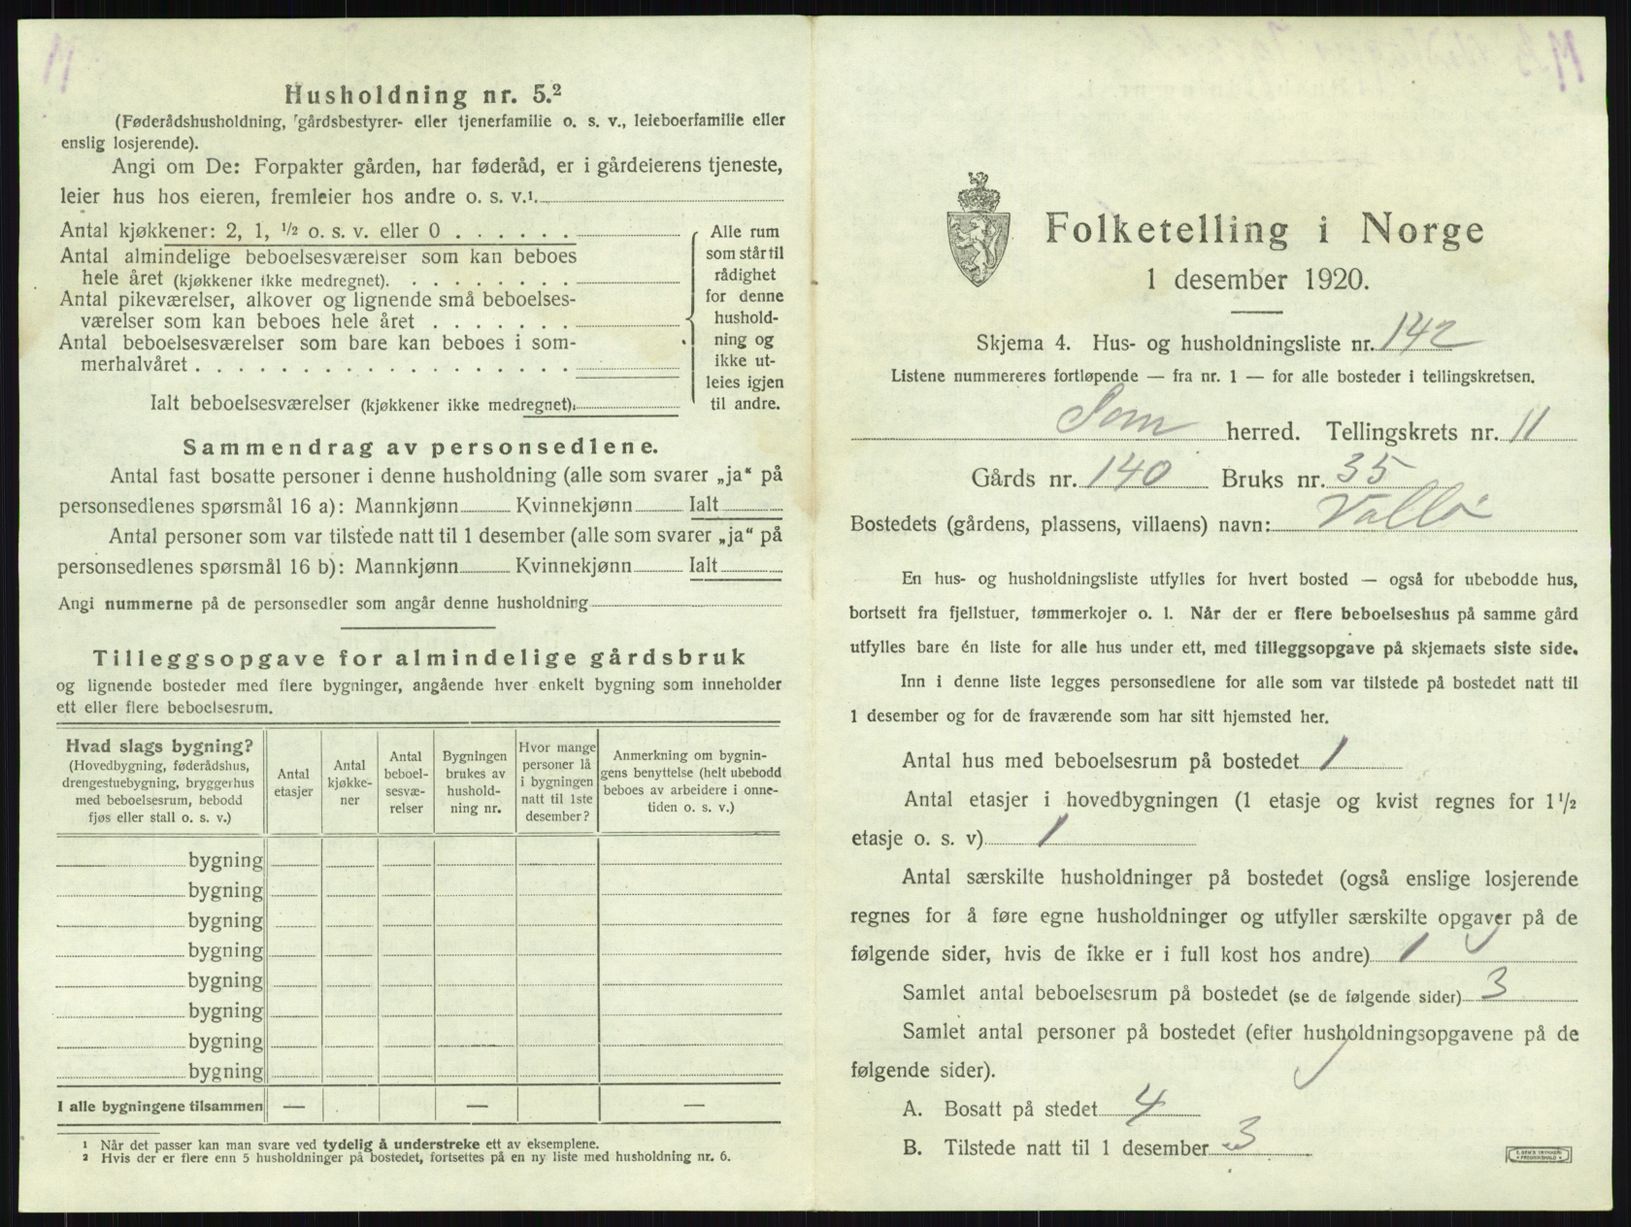 Husholdning nr. 5.²
(Føderådshusholdning, gårdsbestyrer- eller tjenerfamilie o. s. v., leieboerfamilie eller
enslig losjerende).
Angi om De: Forpakter gården, har føderåd, er i gårdeierens tjeneste,
leier hus hos eieren, fremleier hos andre o. s. v.¹.
Antal kjøkkener: 2, 1, ½ o. s. v. eller 0
Antal almindelige beboelsesværelser som kan beboes
hele året (kjøkkener ikke medregnet).
Antal pikeværelser, alkover og lignende små beboelses-
værelser som kan beboes hele året
Antal beboelsesværelser som bare kan beboes i som-
merhalvåret
Ialt beboelsesværelser (kjøkkener ikke medregnet).
Alle rum
som står til
rådighet
for denne
hushold-
ning og
ikke ut-
leies igjen
til andre.
Sammendrag av personsedlene.
Antal fast bosatte personer i denne husholdning (alle som svarer „ja“ på
personsedlenes spørsmål 16 a): Mannkjønn Kvinnekjønn Ialt
Antal personer som var tilstede natt til 1 desember (alle som svarer „ja“ på
personsedlenes spørsmål 16 b): Mannkjønn Kvinnekjønn Ialt
Angi nummerne på de personsedler som angår denne husholdning
Tilleggsopgave for almindelige gårdsbruk
og lignende bosteder med flere bygninger, angående hver enkelt bygning som inneholder
ett eller flere beboelsesrum.
Hvad slags bygning?
(Hovedbygning, føderådshus,
drengestuebygning, bryggerhus
med beboelsesrum, bebodd
fjøs eller stall o. s. v.)
Antal
etasjer
Antal
kjøkke-
ner
Antal
beboel-
sesvæ-
relser
Bygningen
brukes av
hushold-
ning nr.
Hvor mange
personer lå
i bygningen
natt til 1ste
desember?
Anmerkning om bygnin-
gens benyttelse (helt ubebodd
beboes av arbeidere i onne-
tiden o. s. v.)
bygning
bygning
bygning
bygning
bygning
bygning
bygning
bygning
I alle bygningene tilsammen — — —
¹ Når det passer kan man svare ved tydelig å understreke ett av eksemplene.
² Hvis der er flere enn 5 husholdninger på bostedet, fortsettes på en ny liste med husholdning nr. 6.
Folketelling i Norge
1 desember 1920.
Skjema 4. Hus- og husholdningsliste nr. 142
Listene nummereres fortløpende — fra nr. 1 — for alle bosteder i tellingskretsen.
Sem herred. Tellingskrets nr. 11
Gårds nr. 140 Bruks nr. 35
Bostedets (gårdens, plassens, villaens) navn: Vallö
En hus- og husholdningsliste utfylles for hvert bosted — også for ubebodde hus,
bortsett fra fjellstuer, tømmerkojer o. l. Når der er flere beboelseshus på samme gård
utfylles bare én liste for alle hus under ett, med tilleggsopgave på skjemaets siste side.
Inn i denne liste legges personsedlene for alle som var tilstede på bostedet natt til
1 desember og for de fraværende som har sitt hjemsted her.
Antal hus med beboelsesrum på bostedet 1
Antal etasjer i hovedbygningen (1 etasje og kvist regnes for 1½
etasje o. s. v) 1
Antal særskilte husholdninger på bostedet (også enslige losjerende
regnes for å føre egne husholdninger og utfyller særskilte opgaver på de
følgende sider, hvis de ikke er i full kost hos andre) 1
Samlet antal beboelsesrum på bostedet (se de følgende sider) 3
Samlet antal personer på bostedet (efter husholdningsopgavene på de
følgende sider).
A. Bosatt på stedet 4
B. Tilstede natt til 1 desember 3